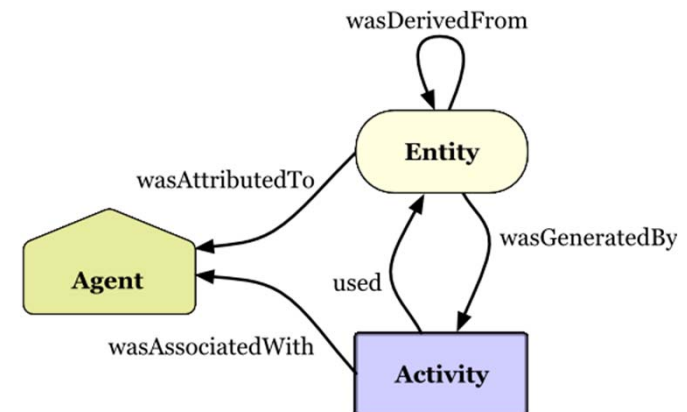 wasDerivedFrom
Entity
wasAttributedTo
wasGeneratedBy
Agent
used
wasAssociatedWith
Activity